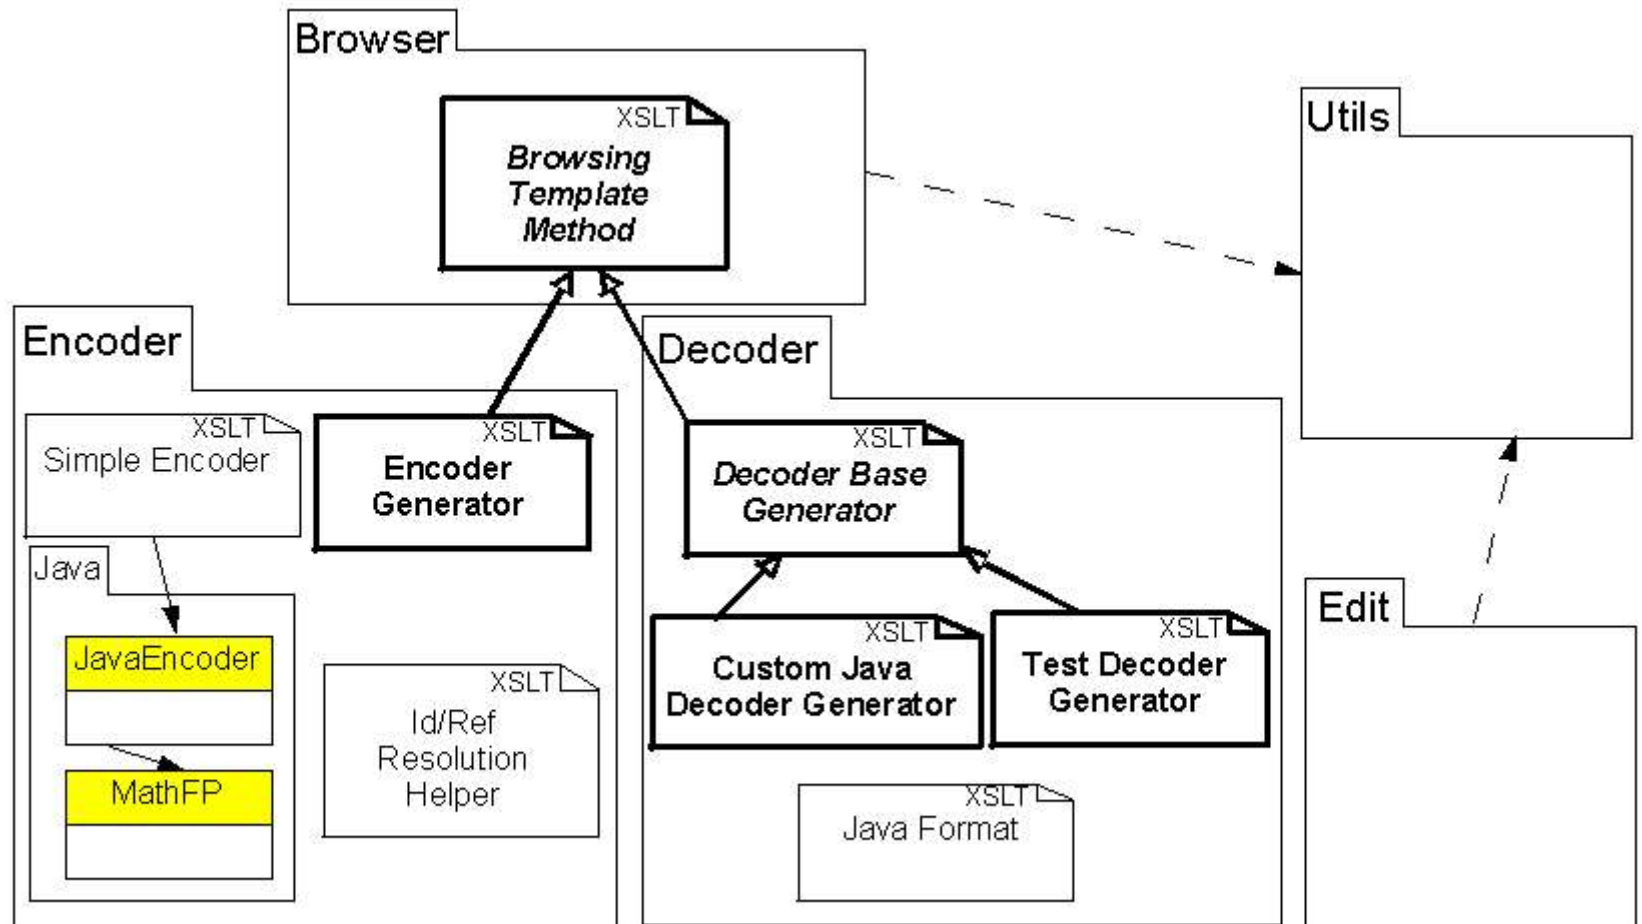 Browser
XSLT
Browsing
Template
Method
Utils
Encoder
XSLT
Simple Encoder
XSLT
Encoder
Generator
Java
JavaEncoder
MathFP
XSLT
Id/Ref
Resolution
Helper
Decoder
XSLT
Decoder Base
Generator
XSLT
Custom Java
Decoder Generator
XSLT
Test Decoder
Generator
XSLT
Java Format
Edit